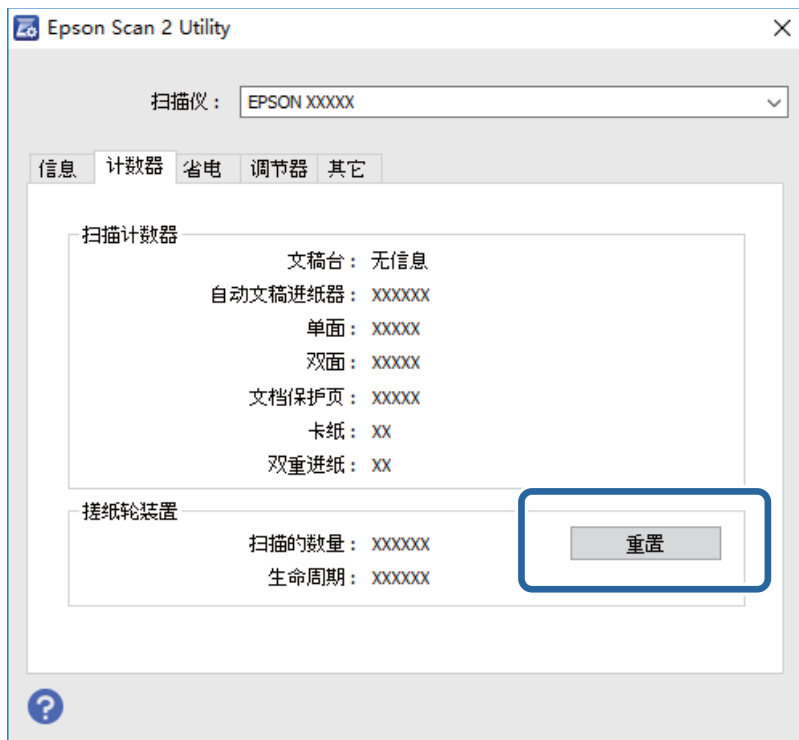 Epson Scan 2 Utility
扫描仪： EPSON XXXXX
信息 计数器 省电 调节器 其它
扫描计数器
文稿台： 无信息
自动文稿进纸器： XXXXXX
单面： XXXXX
双面： XXXXX
文档保护页： XXXXX
卡纸： XX
双重进纸： XX
搓纸轮装置
扫描的数量： XXXXXX 重置
生命周期： XXXXXX
?